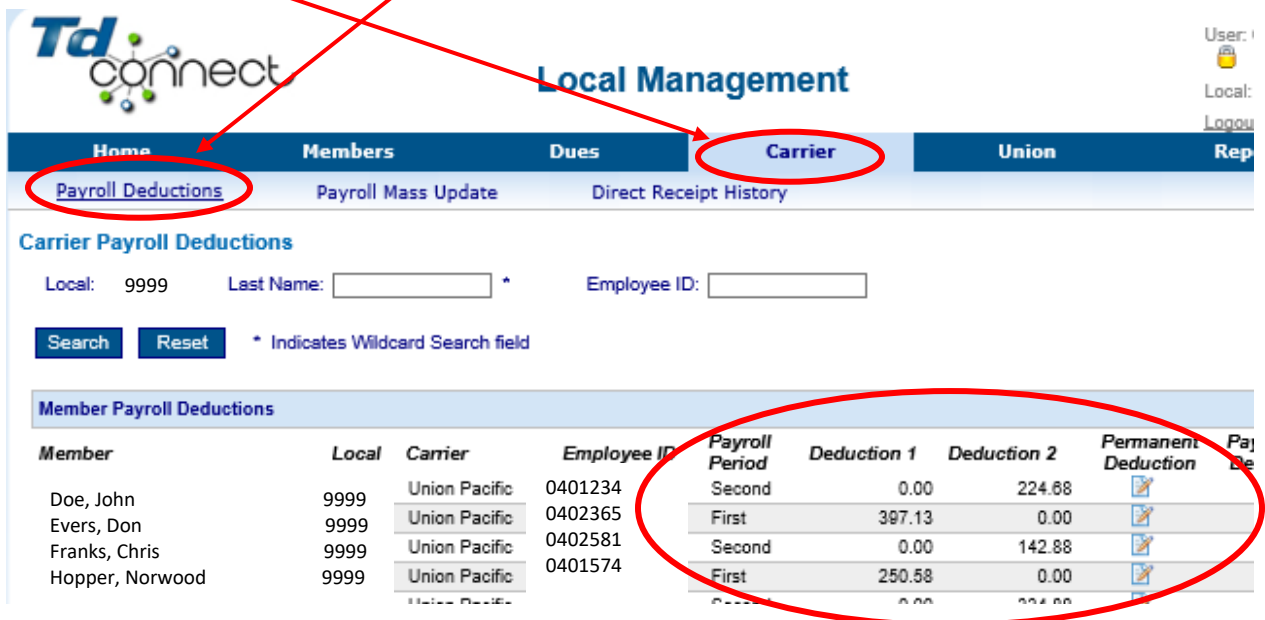 Td connect
Local Management
User:
Local:
Logou
Home Members Dues Carrier Union Rep
Payroll Deductions Payroll Mass Update Direct Receipt History
Carrier Payroll Deductions
Local: 9999 Last Name: * Employee ID:
Search Reset * Indicates Wildcard Search field
Member Payroll Deductions
Member Local Carrier Employee ID Payroll Period Deduction 1 Deduction 2 Permanent Deduction
Doe, John 9999 Union Pacific 0401234 Second 0.00 224.68
Evers, Don 9999 Union Pacific 0402365 First 397.13 0.00
Franks, Chris 9999 Union Pacific 0402581 Second 0.00 142.88
Hopper, Norwood 9999 Union Pacific 0401574 First 250.58 0.00